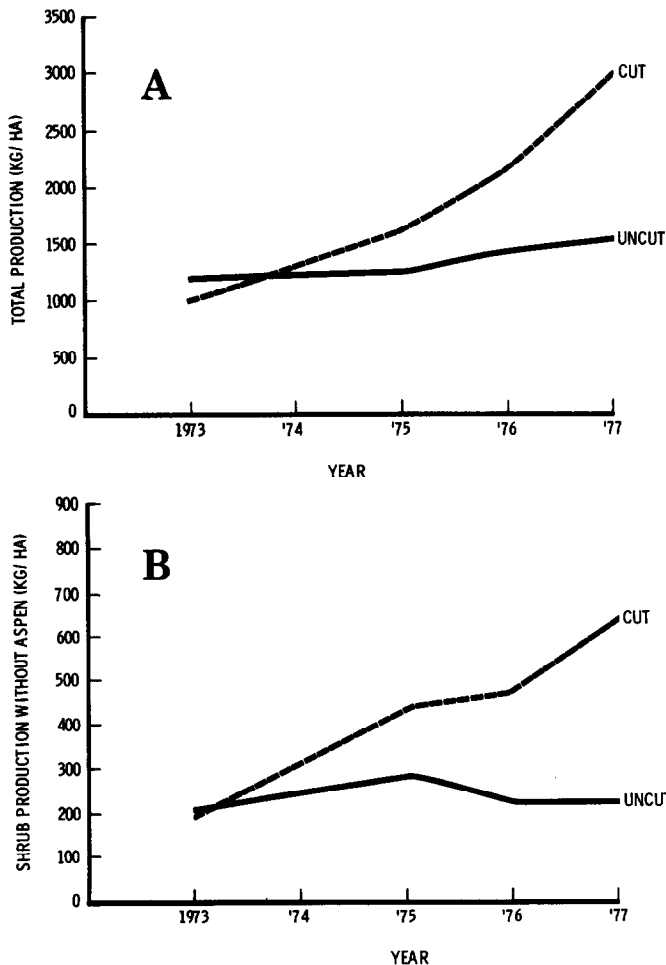 A
TOTAL PRODUCTION (KG/ HA)
3500
3000
2500
2000
1500
1000
500
0
CUT
UNCUT
1973 '74 '75 '76 '77
YEAR
B
SHRUB PRODUCTION WITHOUT ASPEN (KG/ HA)
900
800
700
600
500
400
300
200
100
0
CUT
UNCUT
1973 '74 '75 '76 '77
YEAR